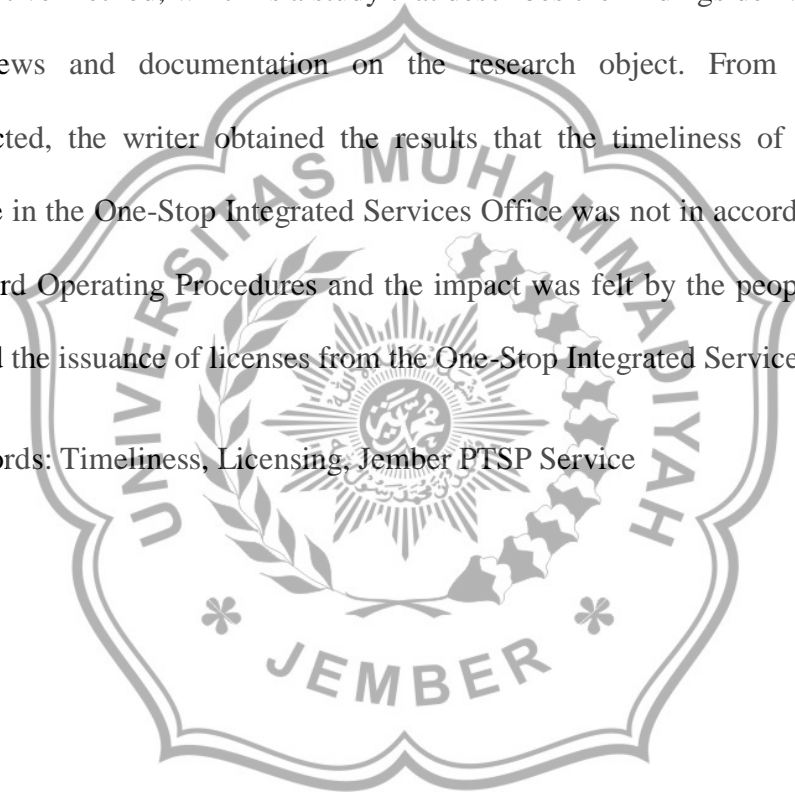 ews and documentation on the research object. From
cted, the writer obtained the results that the timeliness of
e in the One-Stop Integrated Services Office was not in accord
rd Operating Procedures and the impact was felt by the peop
d the issuance of licenses from the One-Stop Integrated Service
ords: Timeliness, Licensing, Jember PTSP Service
UNIVERSITAS MUHAMMADIYAH
JEMBER